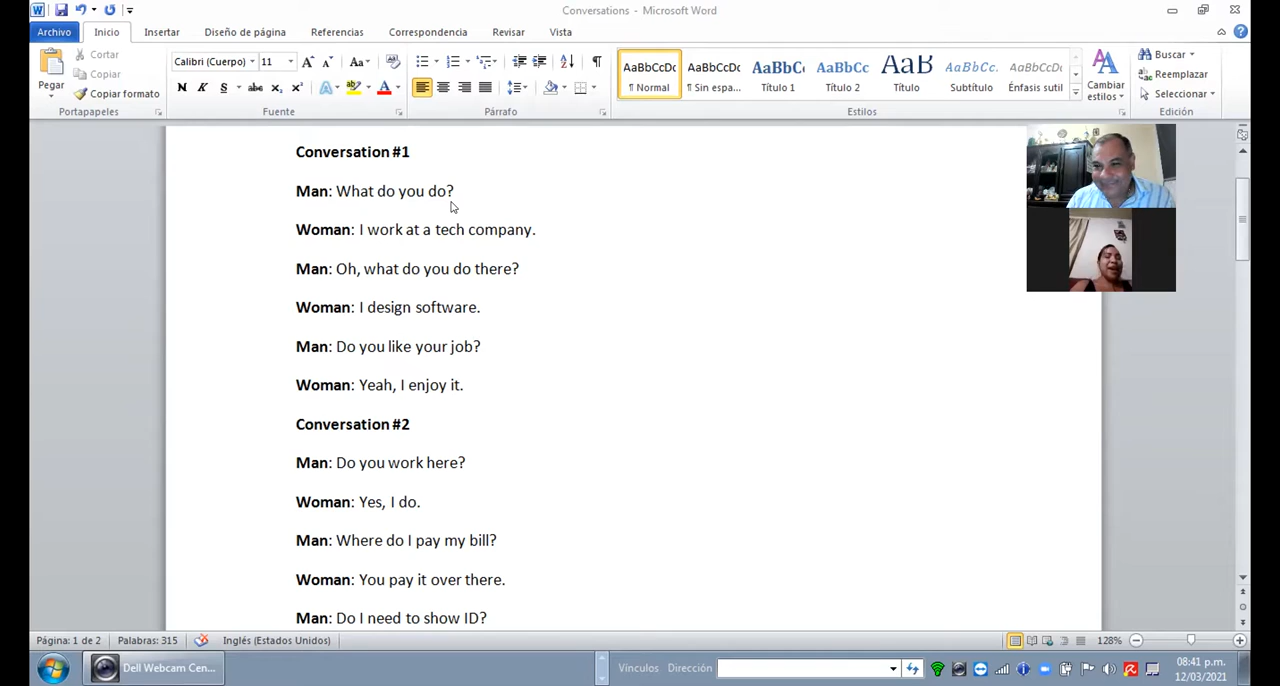 Conversations - Microsoft Word
Archivo Inicio Insertar Diseño de página Referencias Correspondencia Revisar Vista
Pegar
Cortar
Copiar
Copiar formato
Portapapeles
Calibri (Cuerpo) 11
N K S abc x₂ x²
Fuente
Párrafo
AaBbCcDc AaBbCcDc AaBbC AaBbCc AaB AaBbCc. AaBbCcDc
¶ Normal ¶ Sin espa... Título 1 Título 2 Título Subtítulo Énfasis sutil
Estilos
Cambiar estilos
Buscar
Reemplazar
Seleccionar
Edición
Conversation #1
Man: What do you do?
Woman: I work at a tech company.
Man: Oh, what do you do there?
Woman: I design software.
Man: Do you like your job?
Woman: Yeah, I enjoy it.
Conversation #2
Man: Do you work here?
Woman: Yes, I do.
Man: Where do I pay my bill?
Woman: You pay it over there.
Man: Do I need to show ID?
Página: 1 de 2 Palabras: 315 Inglés (Estados Unidos) 128%
Dell Webcam Cen...
Vínculos Dirección
08:41 p.m.
12/03/2021